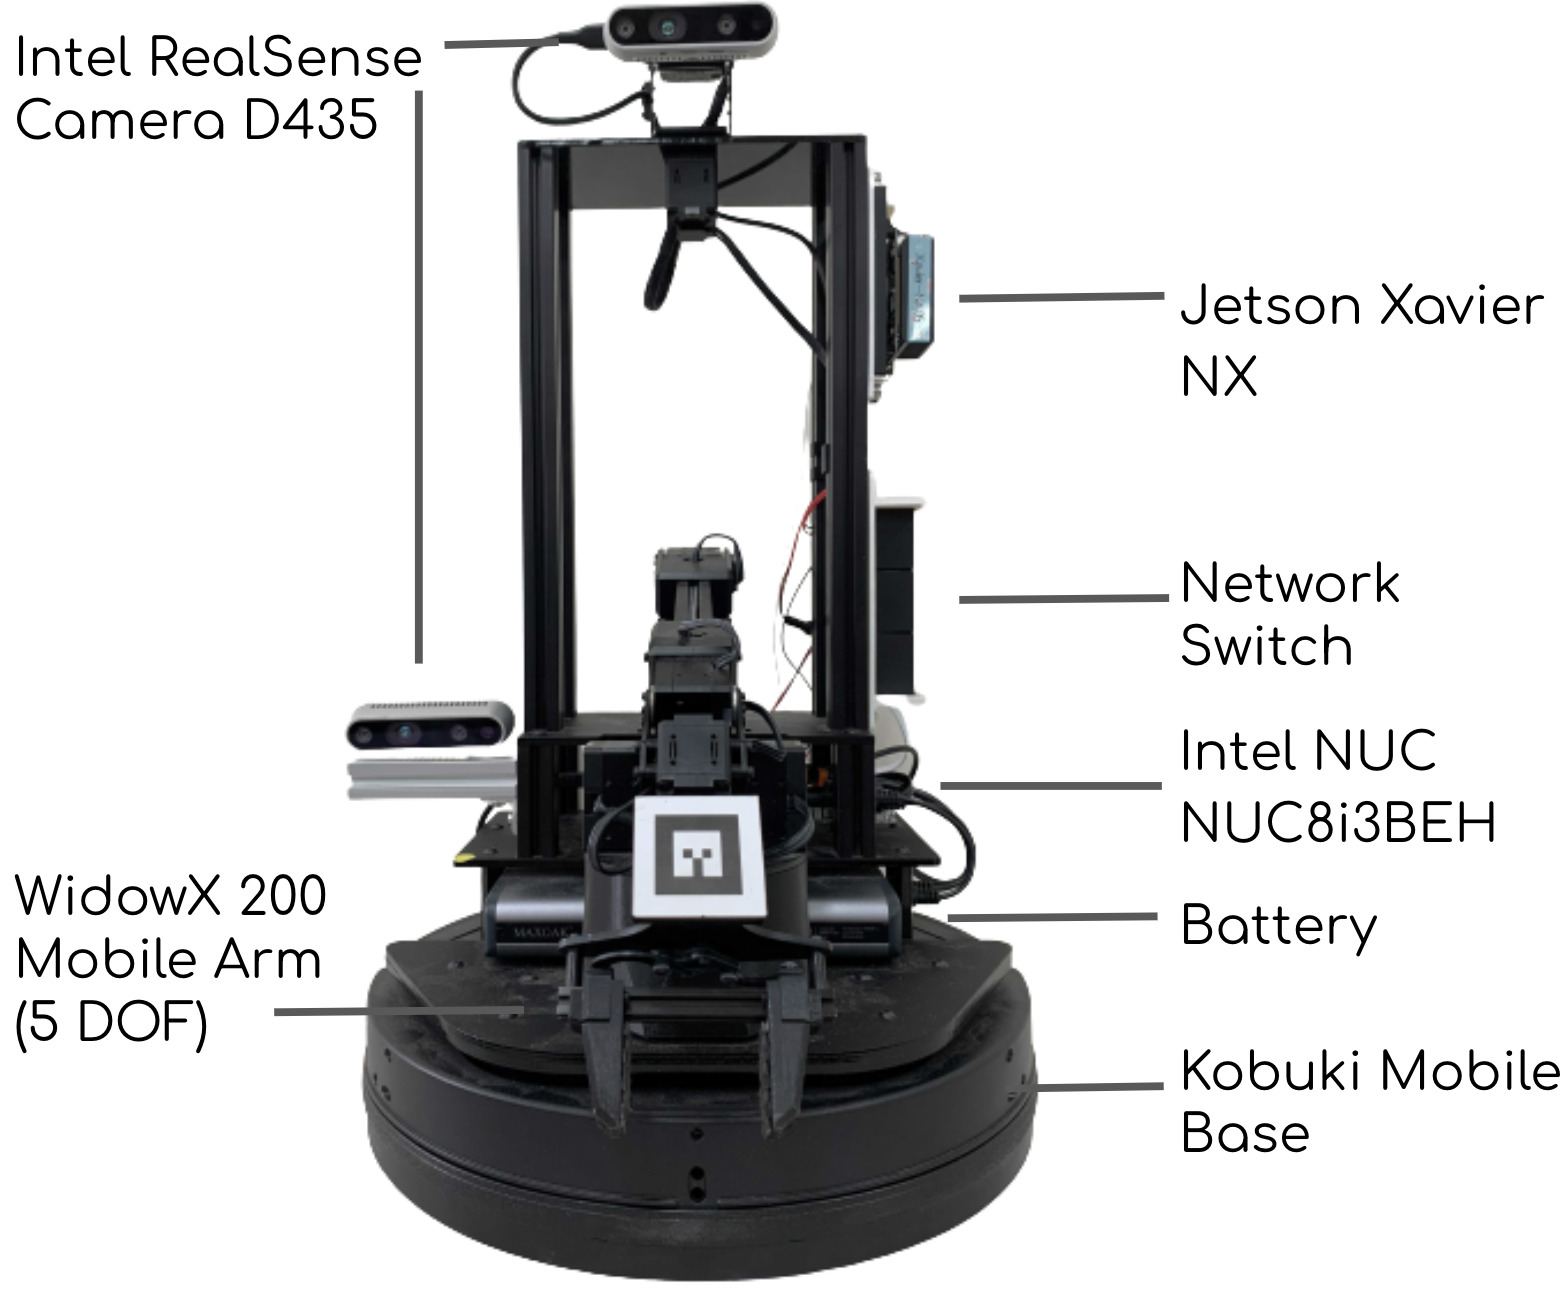 Intel RealSense
Camera D435
Jetson Xavier
NX
Network
Switch
Intel NUC
NUC8i3BEH
WidowX 200
Mobile Arm
(5 DOF)
Battery
Kobuki Mobile
Base